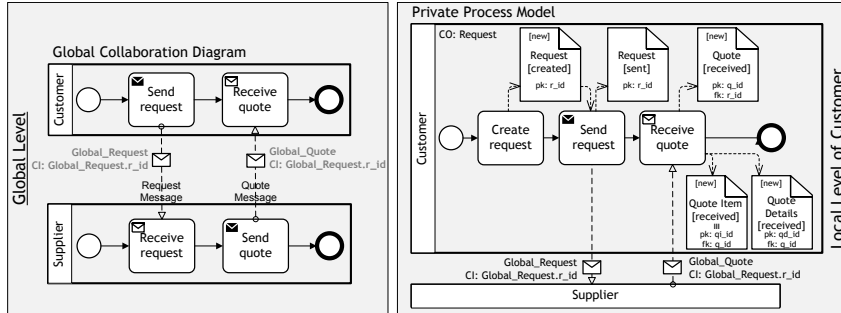 Global Level
Global Collaboration Diagram
Customer
Send
request
Receive
quote
Global_Request
CI: Global_Request.r_id
Global_Quote
CI: Global_Request.r_id
Request
Message
Quote
Message
Supplier
Receive
request
Send
quote
Private Process Model
Local Level of Customer
Customer
CO: Request
[new]
Request
[created]
pk: r_id
Request
[sent]
pk: r_id
[new]
Quote
[received]
pk: q_id
fk: r_id
Create
request
Send
request
Receive
quote
[new]
Quote Item
[received]
pk: qi_id
fk: q_id
[new]
Quote
Details
[received]
pk: qd_id
fk: q_id
Global_Request
CI: Global_Request.r_id
Global_Quote
CI: Global_Request.r_id
Supplier